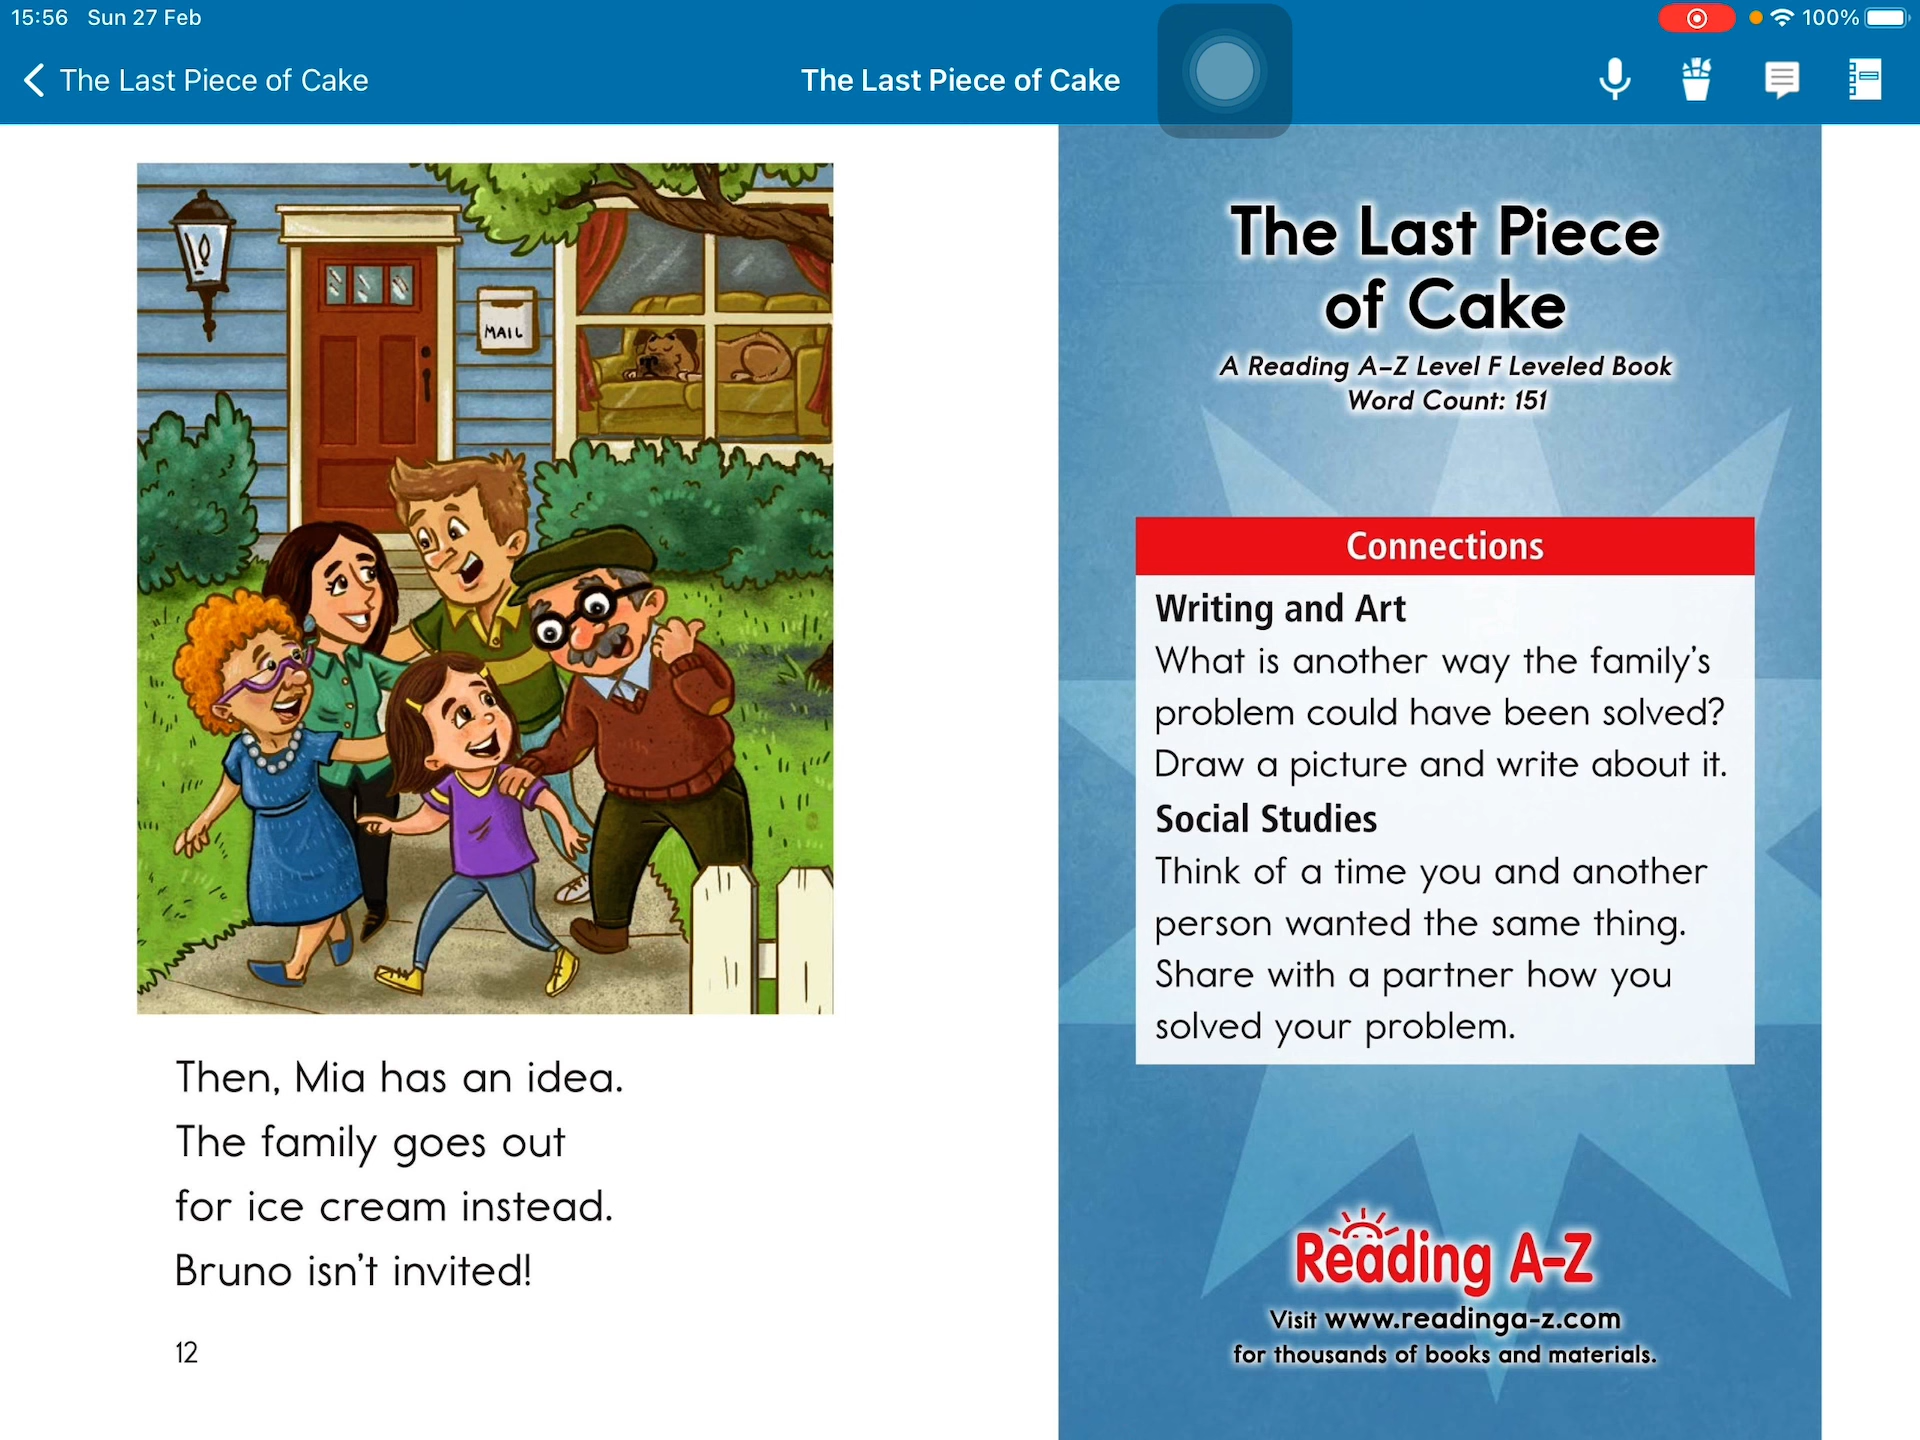 15:56 Sun 27 Feb
100%
The Last Piece of Cake
The Last Piece of Cake
MAIL
Then, Mia has an idea.
The family goes out
for ice cream instead.
Bruno isn't invited!
12
The Last Piece
of Cake
A Reading A–Z Level F Leveled Book
Word Count: 151
Connections
Writing and Art
What is another way the family's
problem could have been solved?
Draw a picture and write about it.
Social Studies
Think of a time you and another
person wanted the same thing.
Share with a partner how you
solved your problem.
Reading A–Z
Visit www.readinga-z.com
for thousands of books and materials.